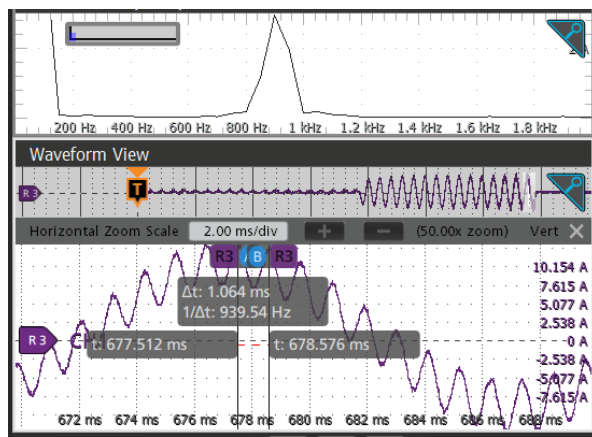 200 Hz 400 Hz 600 Hz 800 Hz 1 kHz 1.2 kHz 1.4 kHz 1.6 kHz 1.8 kHz
Waveform View
R 3 T
Horizontal Zoom Scale 2.00 ms/div + − (50.00x zoom) Vert ×
R3 B R3
10.154 A
Δt: 1.064 ms
7.615 A
1/Δt: 939.54 Hz
5.077 A
2.538 A
R 3 t: 677.512 ms t: 678.576 ms
0 A
-2.538 A
-5.077 A
-7.615 A
672 ms 674 ms 676 ms 678 ms 680 ms 682 ms 684 ms 686 ms 688 ms